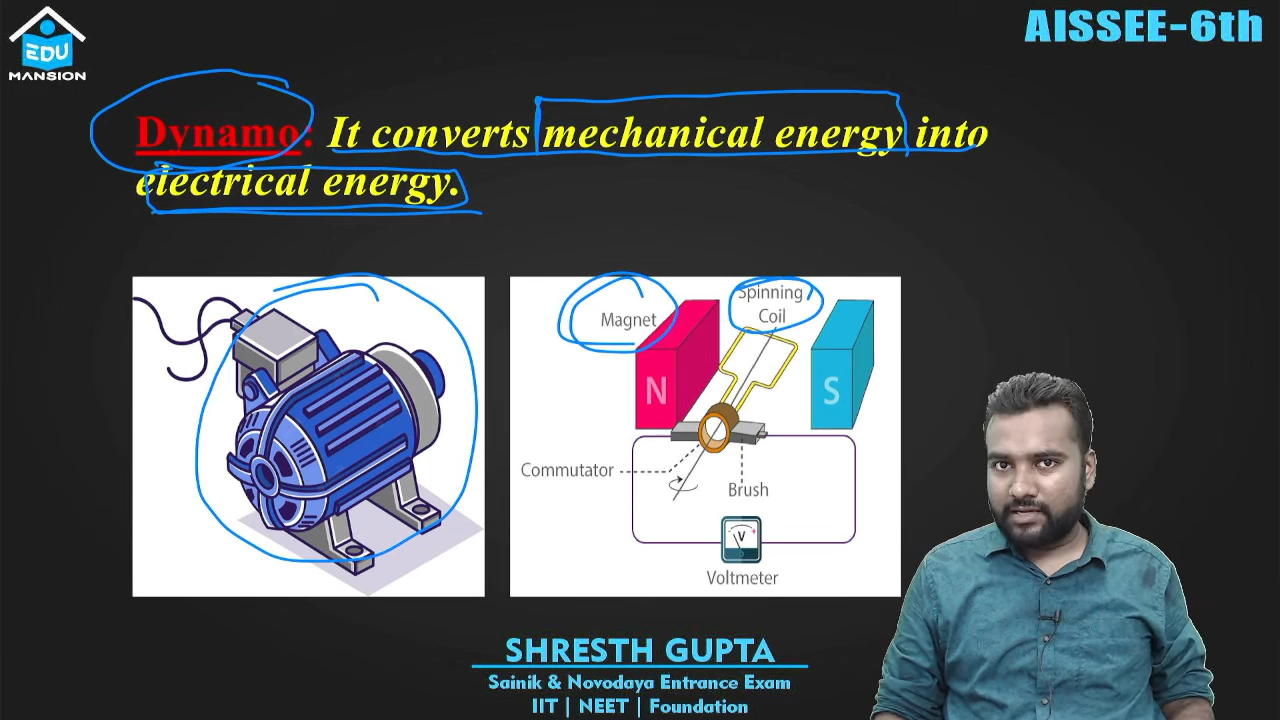 EDU
MANSION
AISSEE-6th
Dynamo: It converts mechanical energy into
electrical energy.
Magnet
Spinning
Coil
N
S
Commutator
Brush
V
Voltmeter
SHRESTH GUPTA
Sainik & Novodaya Entrance Exam
IIT | NEET | Foundation